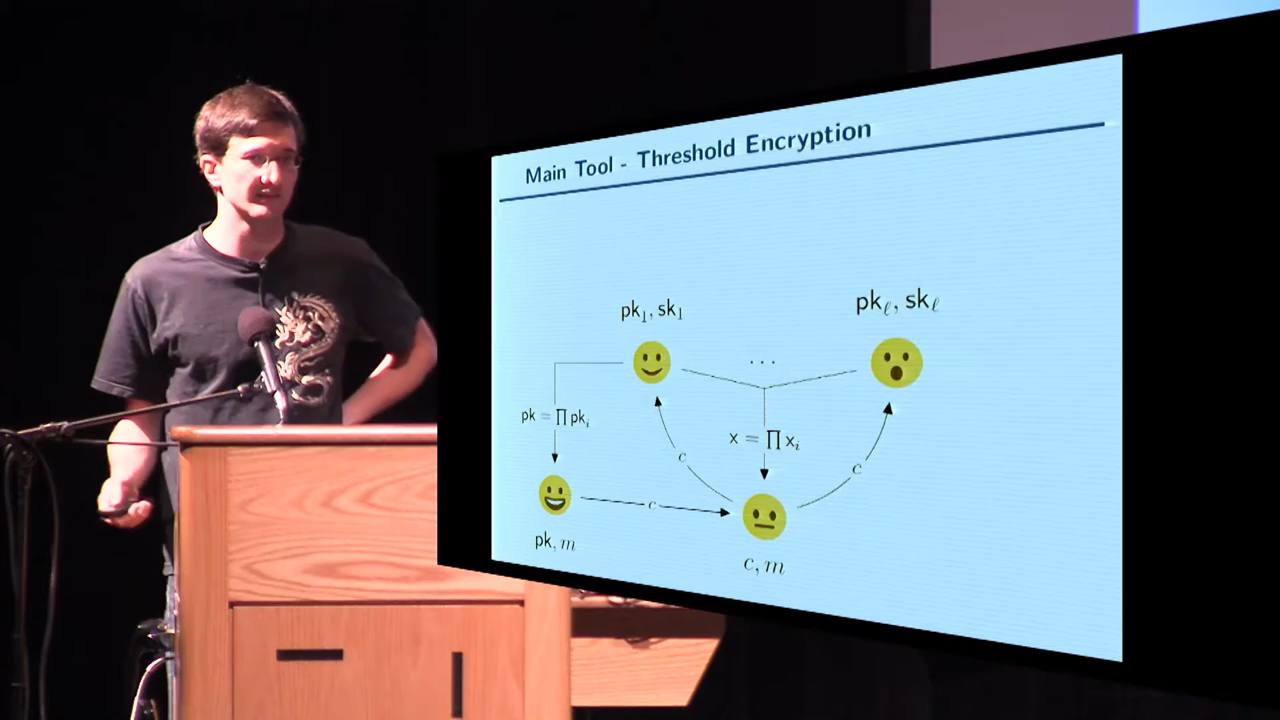 Main Tool - Threshold Encryption
pk₁, sk₁
pkℓ, skℓ
· · ·
pk = ∏ pkᵢ
x = ∏ xᵢ
c
c
c
pk, m
c, m